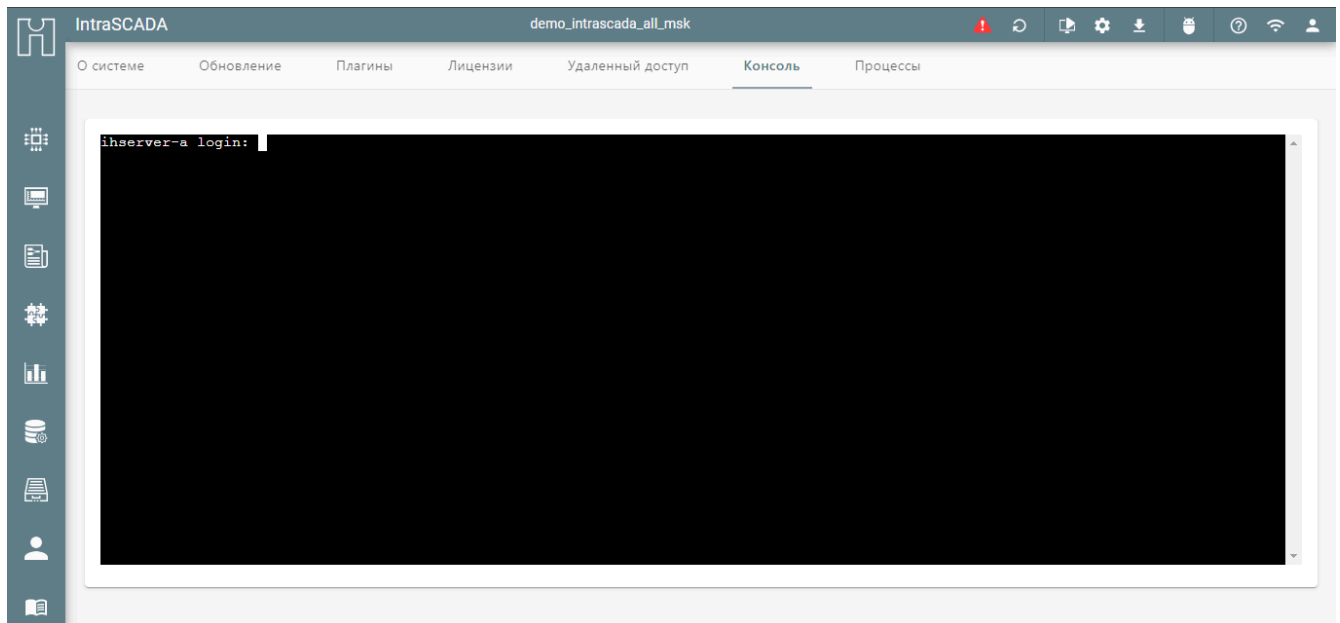 IntraSCADA
demo_intrascada_all_msk
О системе Обновление Плагины Лицензии Удаленный доступ Консоль Процессы
ihserver-a login: